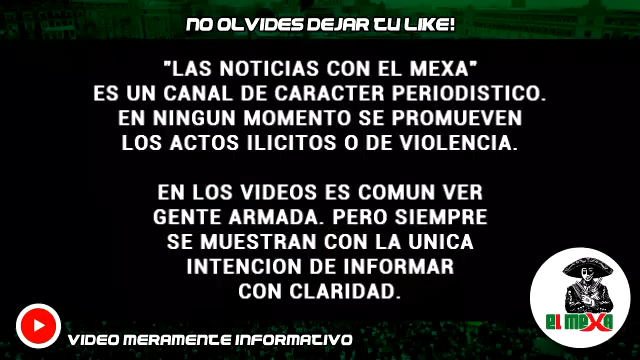 NO OLVIDES DEJAR TU LIKE!
"LAS NOTICIAS CON EL MEXA"
ES UN CANAL DE CARACTER PERIODISTICO.
EN NINGUN MOMENTO SE PROMUEVEN
LOS ACTOS ILICITOS O DE VIOLENCIA.
EN LOS VIDEOS ES COMUN VER
GENTE ARMADA. PERO SIEMPRE
SE MUESTRAN CON LA UNICA
INTENCION DE INFORMAR
CON CLARIDAD.
EL MEXA
VIDEO MERAMENTE INFORMATIVO